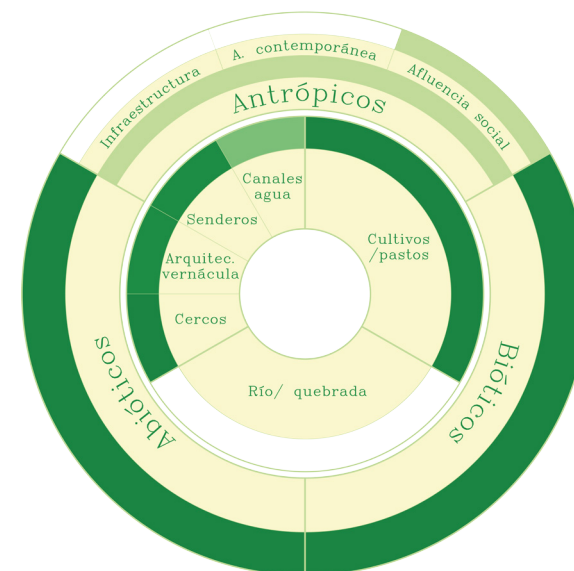 A. contemporánea
Infraestructura
Afluencia social
Antrópicos
Canales
agua
Senderos
Cultivos
/pastos
Arquitec.
vernácula
Cercos
Abióticos
Bióticos
Río/ quebrada